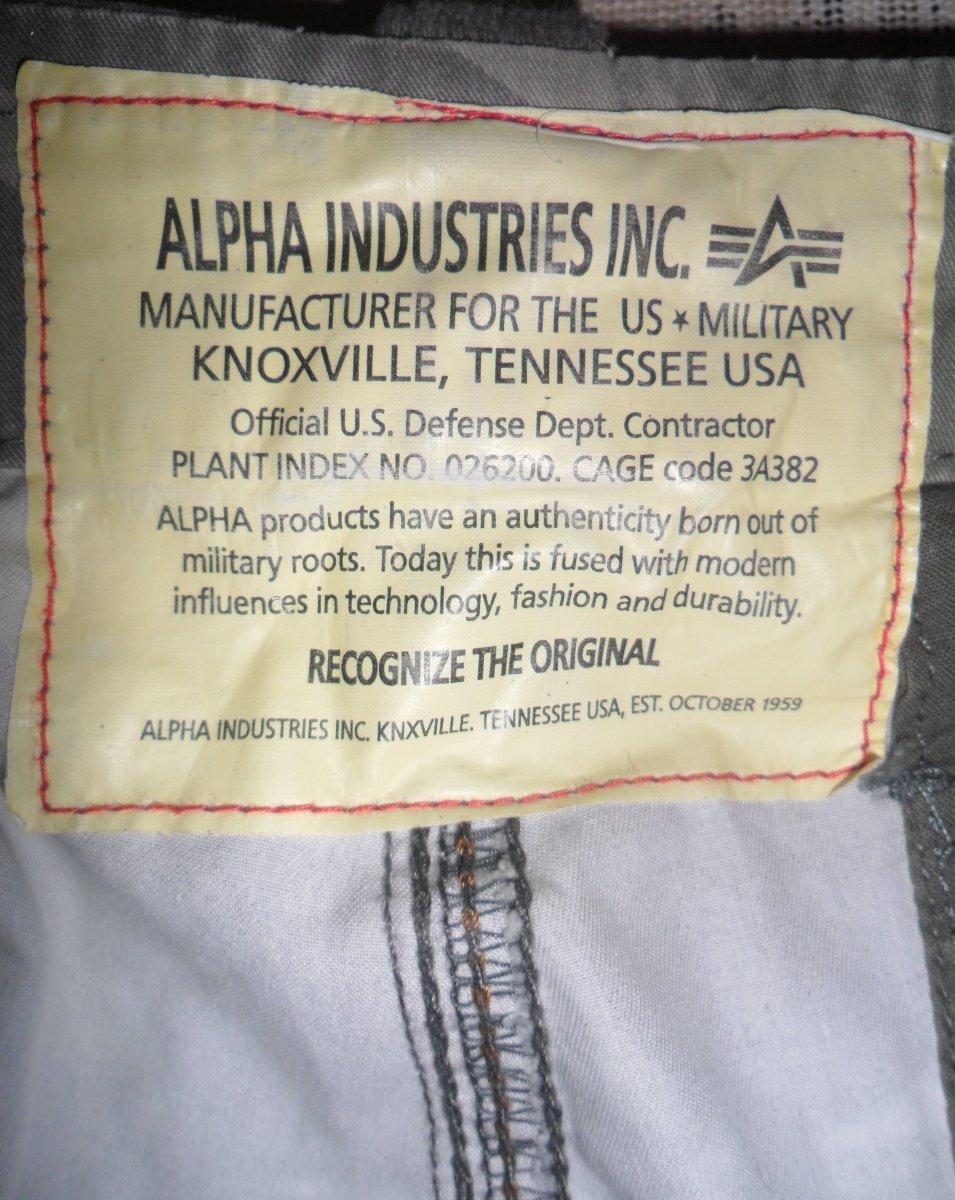 ALPHA INDUSTRIES INC.
MANUFACTURER FOR THE US ★ MILITARY
KNOXVILLE, TENNESSEE USA
Official U.S. Defense Dept. Contractor
PLANT INDEX NO. 026200. CAGE code 3A382
ALPHA products have an authenticity born out of
military roots. Today this is fused with modern
influences in technology, fashion and durability.
RECOGNIZE THE ORIGINAL
ALPHA INDUSTRIES INC. KNXVILLE. TENNESSEE USA, EST. OCTOBER 1959